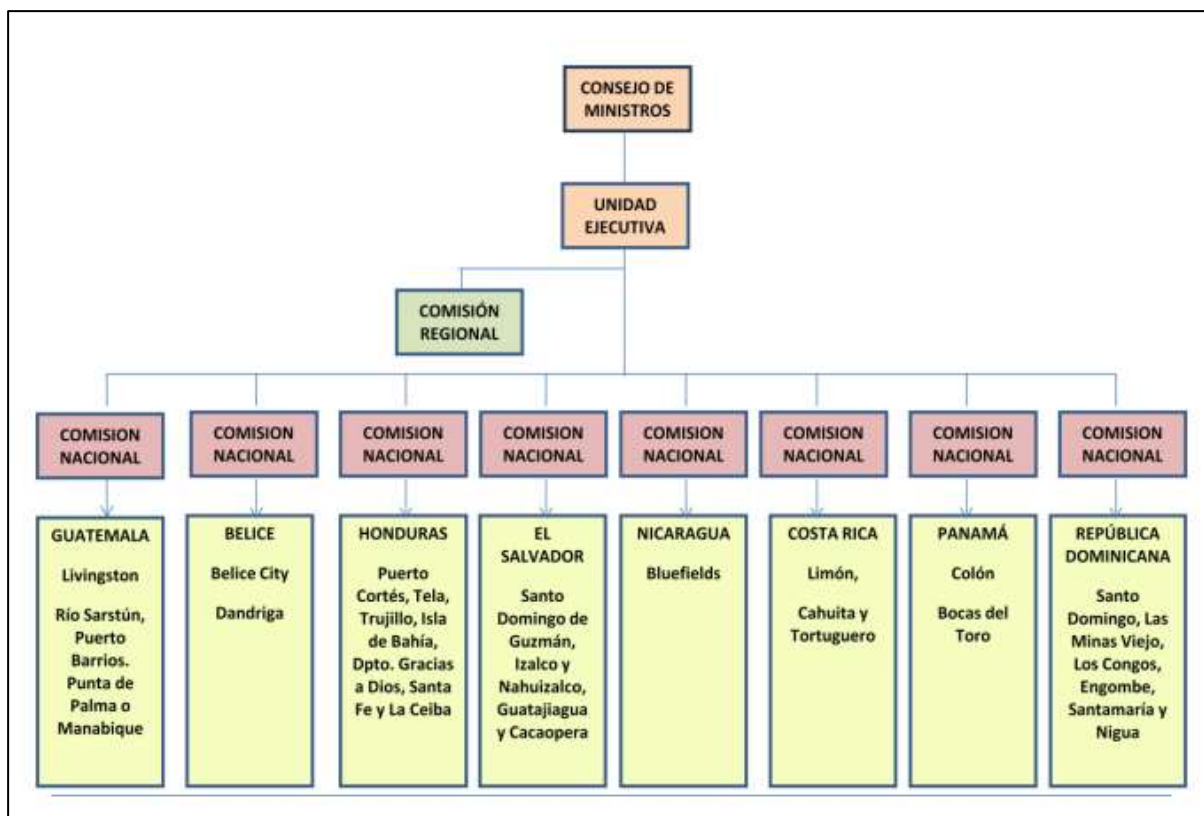 CONSEJO DE
MINISTROS
UNIDAD
EJECUTIVA
COMISIÓN
REGIONAL
COMISION
NACIONAL
COMISION
NACIONAL
COMISION
NACIONAL
COMISION
NACIONAL
COMISION
NACIONAL
COMISION
NACIONAL
COMISION
NACIONAL
COMISION
NACIONAL
GUATEMALA
Livingston
Río Sarstún,
Puerto
Barrios.
Punta de
Palma o
Manabique
BELICE
Belice City
Dandriga
HONDURAS
Puerto
Cortés, Tela,
Trujillo, Isla
de Bahía,
Dpto. Gracias
a Dios, Santa
Fe y La Ceiba
EL
SALVADOR
Santo
Domingo de
Guzmán,
Izalco y
Nahuizalco,
Guatajiagua
y Cacaopera
NICARAGUA
Bluefields
COSTA RICA
Limón,
Cahuita y
Tortuguero
PANAMÁ
Colón
Bocas del
Toro
REPÚBLICA
DOMINICANA
Santo
Domingo, Las
Minas Viejo,
Los Congos,
Engombe,
Santamaría y
Nigua